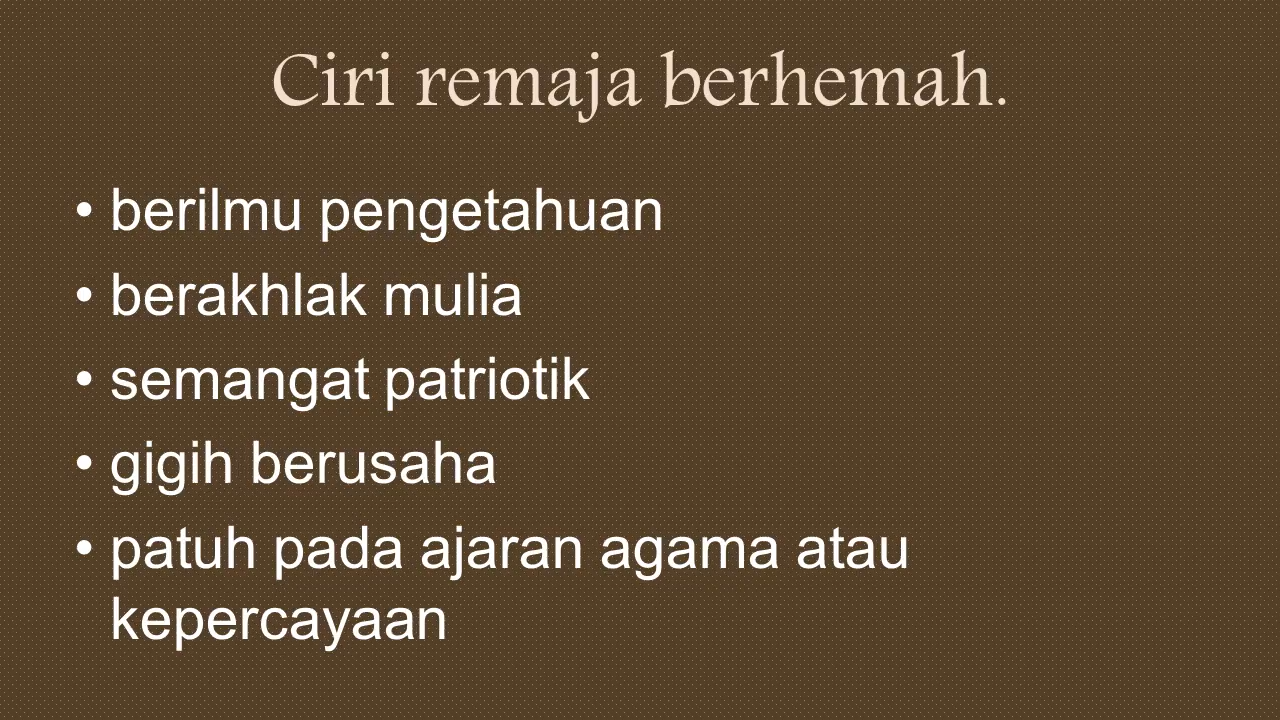 Ciri remaja berhemah.
• berilmu pengetahuan
• berakhlak mulia
• semangat patriotik
• gigih berusaha
• patuh pada ajaran agama atau
kepercayaan